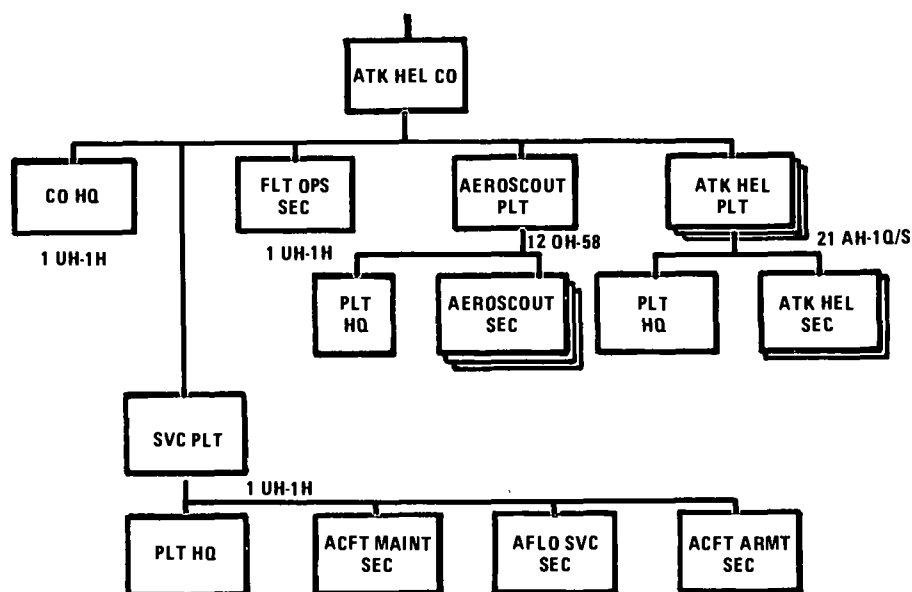 ATK HEL CO
CO HQ
1 UH-1H
FLT OPS
SEC
1 UH-1H
AEROSCOUT
PLT
12 OH-58
ATK HEL
PLT
21 AH-1Q/S
PLT
HQ
AEROSCOUT
SEC
PLT
HQ
ATK HEL
SEC
SVC PLT
1 UH-1H
PLT HQ
ACFT MAINT
SEC
AFLO SVC
SEC
ACFT ARMT
SEC